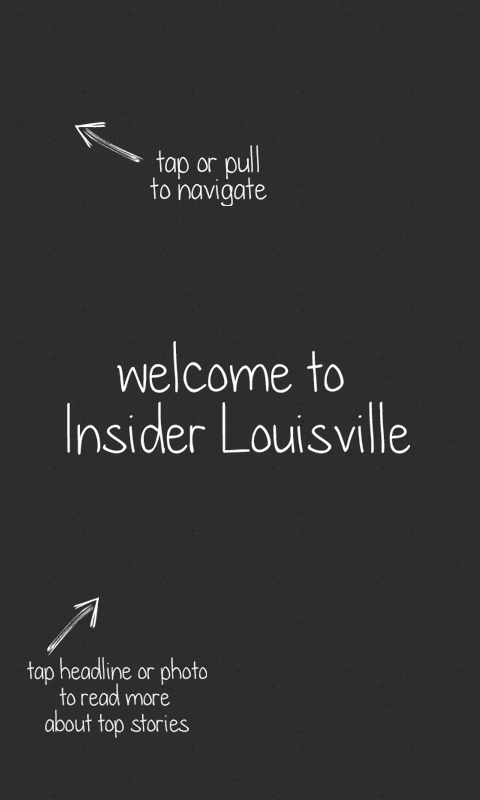 tap or pull
to navigate
welcome to
Insider Louisville
tap headline or photo
to read more
about top stories